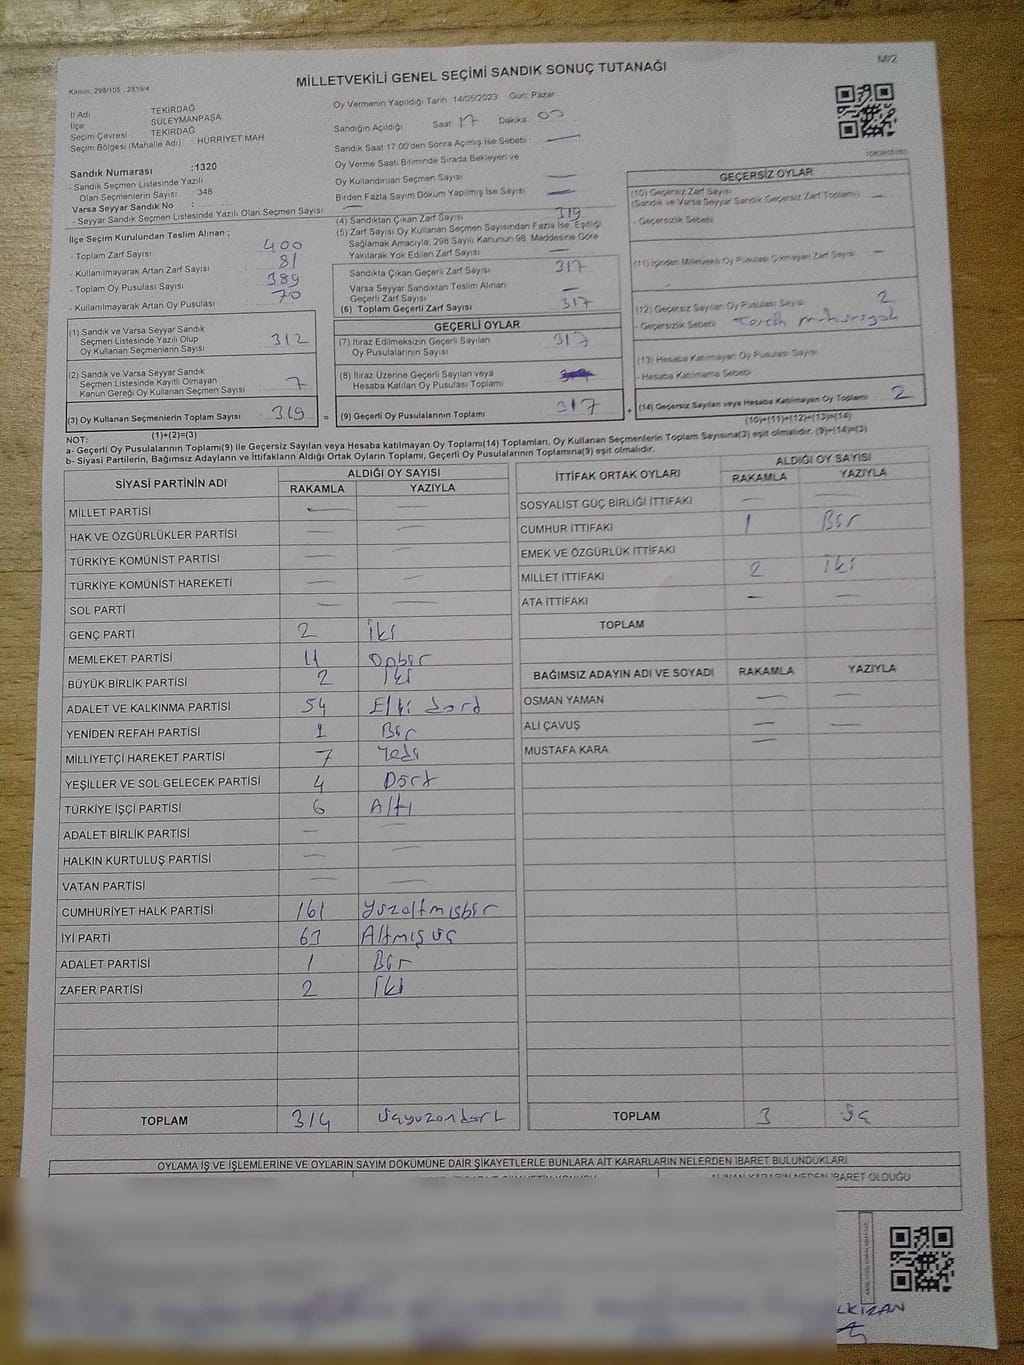 M/2
MİLLETVEKİLİ GENEL SEÇİMİ SANDIK SONUÇ TUTANAĞI
Kanun: 298/105 , 2839/4
İl Adı : TEKİRDAĞ
İlçe : SÜLEYMANPAŞA
Seçim Çevresi : TEKİRDAĞ
Seçim Bölgesi (Mahalle Adı) HÜRRİYET MAH
Sandık Numarası :1320
- Sandık Seçmen Listesinde Yazılı
Olan Seçmenlerin Sayısı : 348
Varsa Seyyar Sandık No :
- Seyyar Sandık Seçmen Listesinde Yazılı Olan Seçmen Sayısı : —
Oy Vermenin Yapıldığı Tarih : 14/05/2023 Gün: Pazar
Sandığın Açıldığı Saat : 17 Dakika : 00
Sandık Saat 17.00'den Sonra Açılmış İse Sebebi : —
Oy Verme Saati Bitiminde Sırada Bekleyen ve
Oy Kullandırılan Seçmen Sayısı —
Birden Fazla Sayım Döküm Yapılmış İse Sayısı —
İlçe Seçim Kurulundan Teslim Alınan ;
- Toplam Zarf Sayısı 400
- Kullanılmayarak Artan Zarf Sayısı 81
- Toplam Oy Pusulası Sayısı 389
- Kullanılmayarak Artan Oy Pusulası 70
(1) Sandık ve Varsa Seyyar Sandık
Seçmen Listesinde Yazılı Olup
Oy Kullanan Seçmenlerin Sayısı 312
(2) Sandık ve Varsa Seyyar Sandık
Seçmen Listesinde Kayıtlı Olmayan
Kanun Gereği Oy Kullanan Seçmen Sayısı 7
(3) Oy Kullanan Seçmenlerin Toplam Sayısı 319 =
(1)+(2)=(3)
(4) Sandıktan Çıkan Zarf Sayısı 319
(5) Zarf Sayısı Oy Kullanan Seçmen Sayısından Fazla İse, Eşitliği
Sağlamak Amacıyla, 298 Sayılı Kanunun 98. Maddesine Göre
Yakılarak Yok Edilen Zarf Sayısı —
Sandıkta Çıkan Geçerli Zarf Sayısı 317
Varsa Seyyar Sandıktan Teslim Alınan
Geçerli Zarf Sayısı —
(6) Toplam Geçerli Zarf Sayısı 317
GEÇERLİ OYLAR
(7) İtiraz Edilmeksizin Geçerli Sayılan
Oy Pusulalarının Sayısı 317
(8) İtiraz Üzerine Geçerli Sayılan veya
Hesaba Katılan Oy Pusulası Toplamı
(9) Geçerli Oy Pusulalarının Toplamı 317 +
GEÇERSİZ OYLAR
(10) Geçersiz Zarf Sayısı
(Sandık ve Varsa Seyyar Sandık Geçersiz Zarf Toplamı) —
- Geçersizlik Sebebi
(11) İçinden Milletvekili Oy Pusulası Çıkmayan Zarf Sayısı —
(12) Geçersiz Sayılan Oy Pusulası Sayısı 2
- Geçersizlik Sebebi
(13) Hesaba Katılmayan Oy Pusulası Sayısı
- Hesaba Katılmama Sebebi
(14) Geçersiz Sayılan veya Hesaba Katılmayan Oy Toplamı 2
(10)+(11)+(12)+(13)=(14)
NOT:
a- Geçerli Oy Pusulalarının Toplamı(9) ile Geçersiz Sayılan veya Hesaba katılmayan Oy Toplamı(14) Toplamları, Oy Kullanan Seçmenlerin Toplam Sayısına(3) eşit olmalıdır. (9)+(14)=(3)
b- Siyasi Partilerin, Bağımsız Adayların ve İttifakların Aldığı Ortak Oyların Toplamı, Geçerli Oy Pusulalarının Toplamına(9) eşit olmalıdır.
SİYASİ PARTİNİN ADI ALDIĞI OY SAYISI
RAKAMLA YAZIYLA
MİLLET PARTİSİ — —
HAK VE ÖZGÜRLÜKLER PARTİSİ — —
TÜRKİYE KOMÜNİST PARTİSİ — —
TÜRKİYE KOMÜNİST HAREKETİ — —
SOL PARTİ — —
GENÇ PARTİ 2 İki
MEMLEKET PARTİSİ 11 Onbir
BÜYÜK BİRLİK PARTİSİ 2 İki
ADALET VE KALKINMA PARTİSİ 54 Elli dört
YENİDEN REFAH PARTİSİ 1 Bir
MİLLİYETÇİ HAREKET PARTİSİ 7 Yedi
YEŞİLLER VE SOL GELECEK PARTİSİ 4 Dört
TÜRKİYE İŞÇİ PARTİSİ 6 Altı
ADALET BİRLİK PARTİSİ — —
HALKIN KURTULUŞ PARTİSİ — —
VATAN PARTİSİ — —
CUMHURİYET HALK PARTİSİ 161 Yüzaltmışbir
İYİ PARTİ 63 Altmış üç
ADALET PARTİSİ 1 Bir
ZAFER PARTİSİ 2 İki
TOPLAM 314 Üçyüzondört
İTTİFAK ORTAK OYLARI ALDIĞI OY SAYISI
RAKAMLA YAZIYLA
SOSYALİST GÜÇ BİRLİĞİ İTTİFAKI — —
CUMHUR İTTİFAKI 1 Bir
EMEK VE ÖZGÜRLÜK İTTİFAKI
MİLLET İTTİFAKI 2 İki
ATA İTTİFAKI — —
TOPLAM
BAĞIMSIZ ADAYIN ADI VE SOYADI RAKAMLA YAZIYLA
OSMAN YAMAN — —
ALİ ÇAVUŞ — —
MUSTAFA KARA —
TOPLAM 3 Üç
OYLAMA İŞ VE İŞLEMLERİNE VE OYLARIN SAYIM DÖKÜMÜNE DAİR ŞİKAYETLERLE BUNLARA AİT KARARLARIN NELERDEN İBARET BULUNDUKLARI
ALINAN KARARIN NEDEN İBARET OLDUĞU